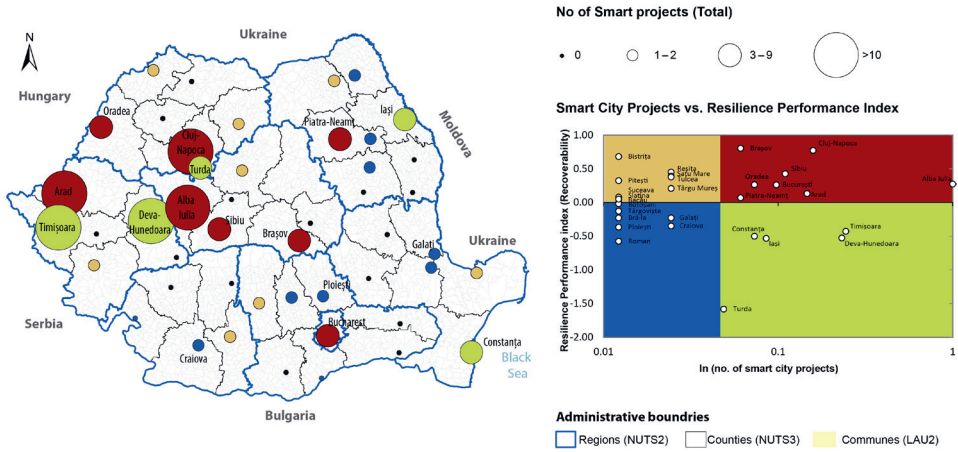 Ukraine
N
Hungary
Oradea
Cluj-
Napoca
Turda
Piatra-Neamț
Iași
Moldova
Arad
Timișoara
Deva-
Hunedoara
Alba
Iulia
Sibiu
Brașov
Galati
Ukraine
Ploiești
Serbia
Craiova
Bucharest
Constanța
Black
Sea
Bulgaria
No of Smart projects (Total)
0
1–2
3–9
>10
Smart City Projects vs. Resilience Performance Index
Resilience Performance index (Recoverability)
1.00
0.50
0.00
-0.50
-1.00
-1.50
-2.00
Bistrița
Pitești
Suceava
Slatina
Bacău
Botoșani
Târgoviște
Brăila
Ploiești
Roman
Reșița
Satu Mare
Tulcea
Târgu Mureș
Galați
Craiova
Brașov
Cluj-Napoca
Sibiu
Oradea
București
Piatra-Neamț
Arad
Alba Iulia
Constanța
Iași
Timișoara
Deva-Hunedoara
Turda
0.01
0.1
1
ln (no. of smart city projects)
Administrative boundries
Regions (NUTS2)
Counties (NUTS3)
Communes (LAU2)